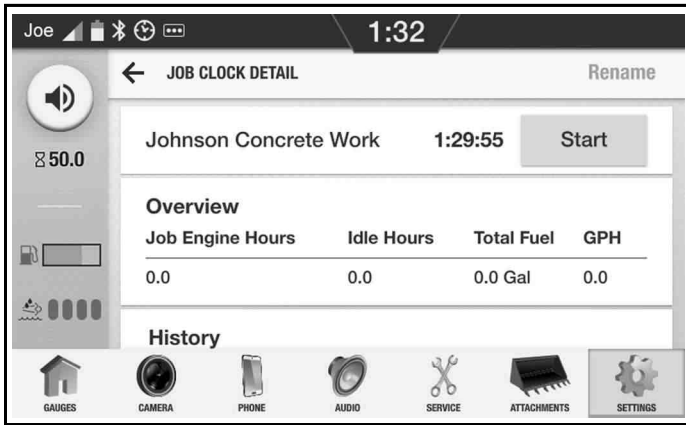 Joe 1:32
JOB CLOCK DETAIL Rename
Johnson Concrete Work 1:29:55 Start
50.0
Overview
Job Engine Hours Idle Hours Total Fuel GPH
0.0 0.0 0.0 Gal 0.0
History
GAUGES CAMERA PHONE AUDIO SERVICE ATTACHMENTS SETTINGS